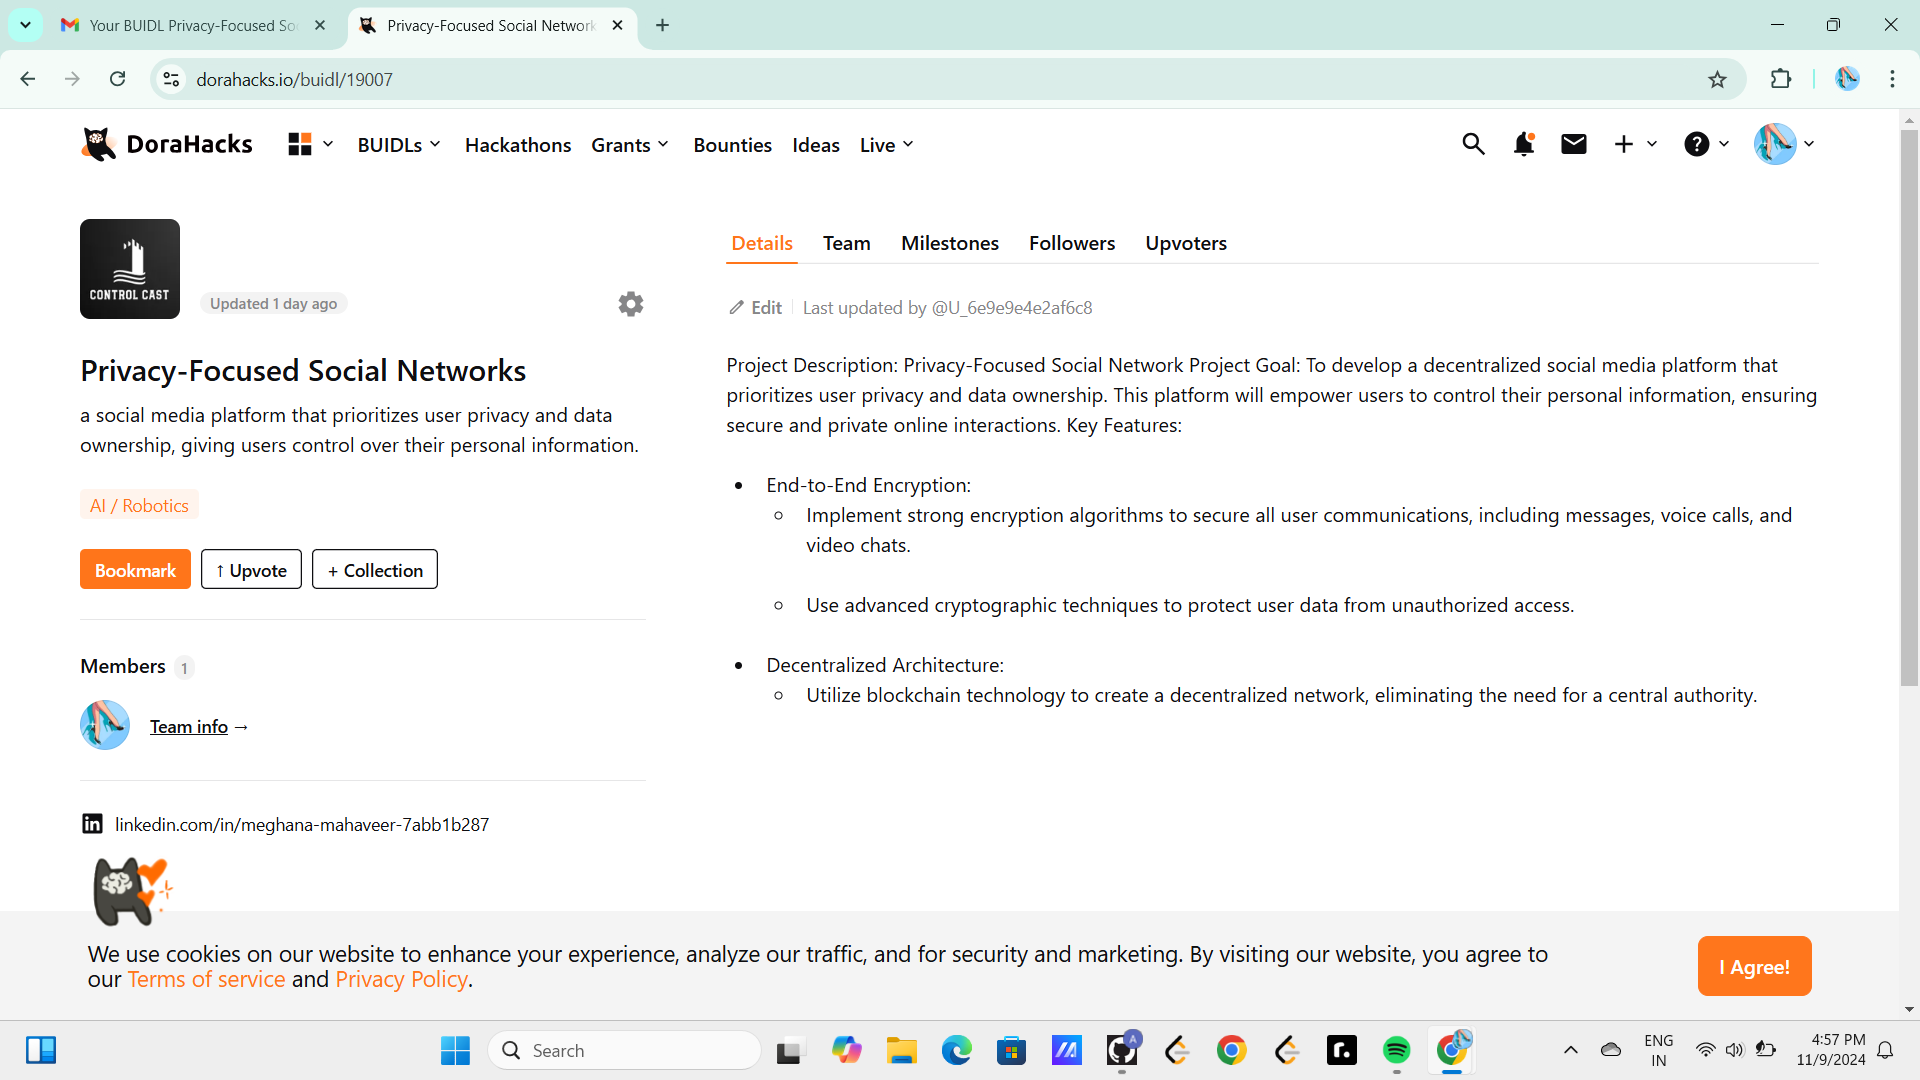 Your BUIDL Privacy-Focused So
Privacy-Focused Social Network
dorahacks.io/buidl/19007
DoraHacks
BUIDLs
Hackathons
Grants
Bounties
Ideas
Live
CONTROL CAST
Updated 1 day ago
Privacy-Focused Social Networks
a social media platform that prioritizes user privacy and data
ownership, giving users control over their personal information.
AI / Robotics
Bookmark
↑ Upvote
+ Collection
Members 1
Team info →
linkedin.com/in/meghana-mahaveer-7abb1b287
Details
Team
Milestones
Followers
Upvoters
Edit
Last updated by @U_6e9e9e4e2af6c8
Project Description: Privacy-Focused Social Network Project Goal: To develop a decentralized social media platform that
prioritizes user privacy and data ownership. This platform will empower users to control their personal information, ensuring
secure and private online interactions. Key Features:
End-to-End Encryption:
Implement strong encryption algorithms to secure all user communications, including messages, voice calls, and
video chats.
Use advanced cryptographic techniques to protect user data from unauthorized access.
Decentralized Architecture:
Utilize blockchain technology to create a decentralized network, eliminating the need for a central authority.
We use cookies on our website to enhance your experience, analyze our traffic, and for security and marketing. By visiting our website, you agree to
our Terms of service and Privacy Policy.
I Agree!
Search
A
r.
ENG
IN
4:57 PM
11/9/2024